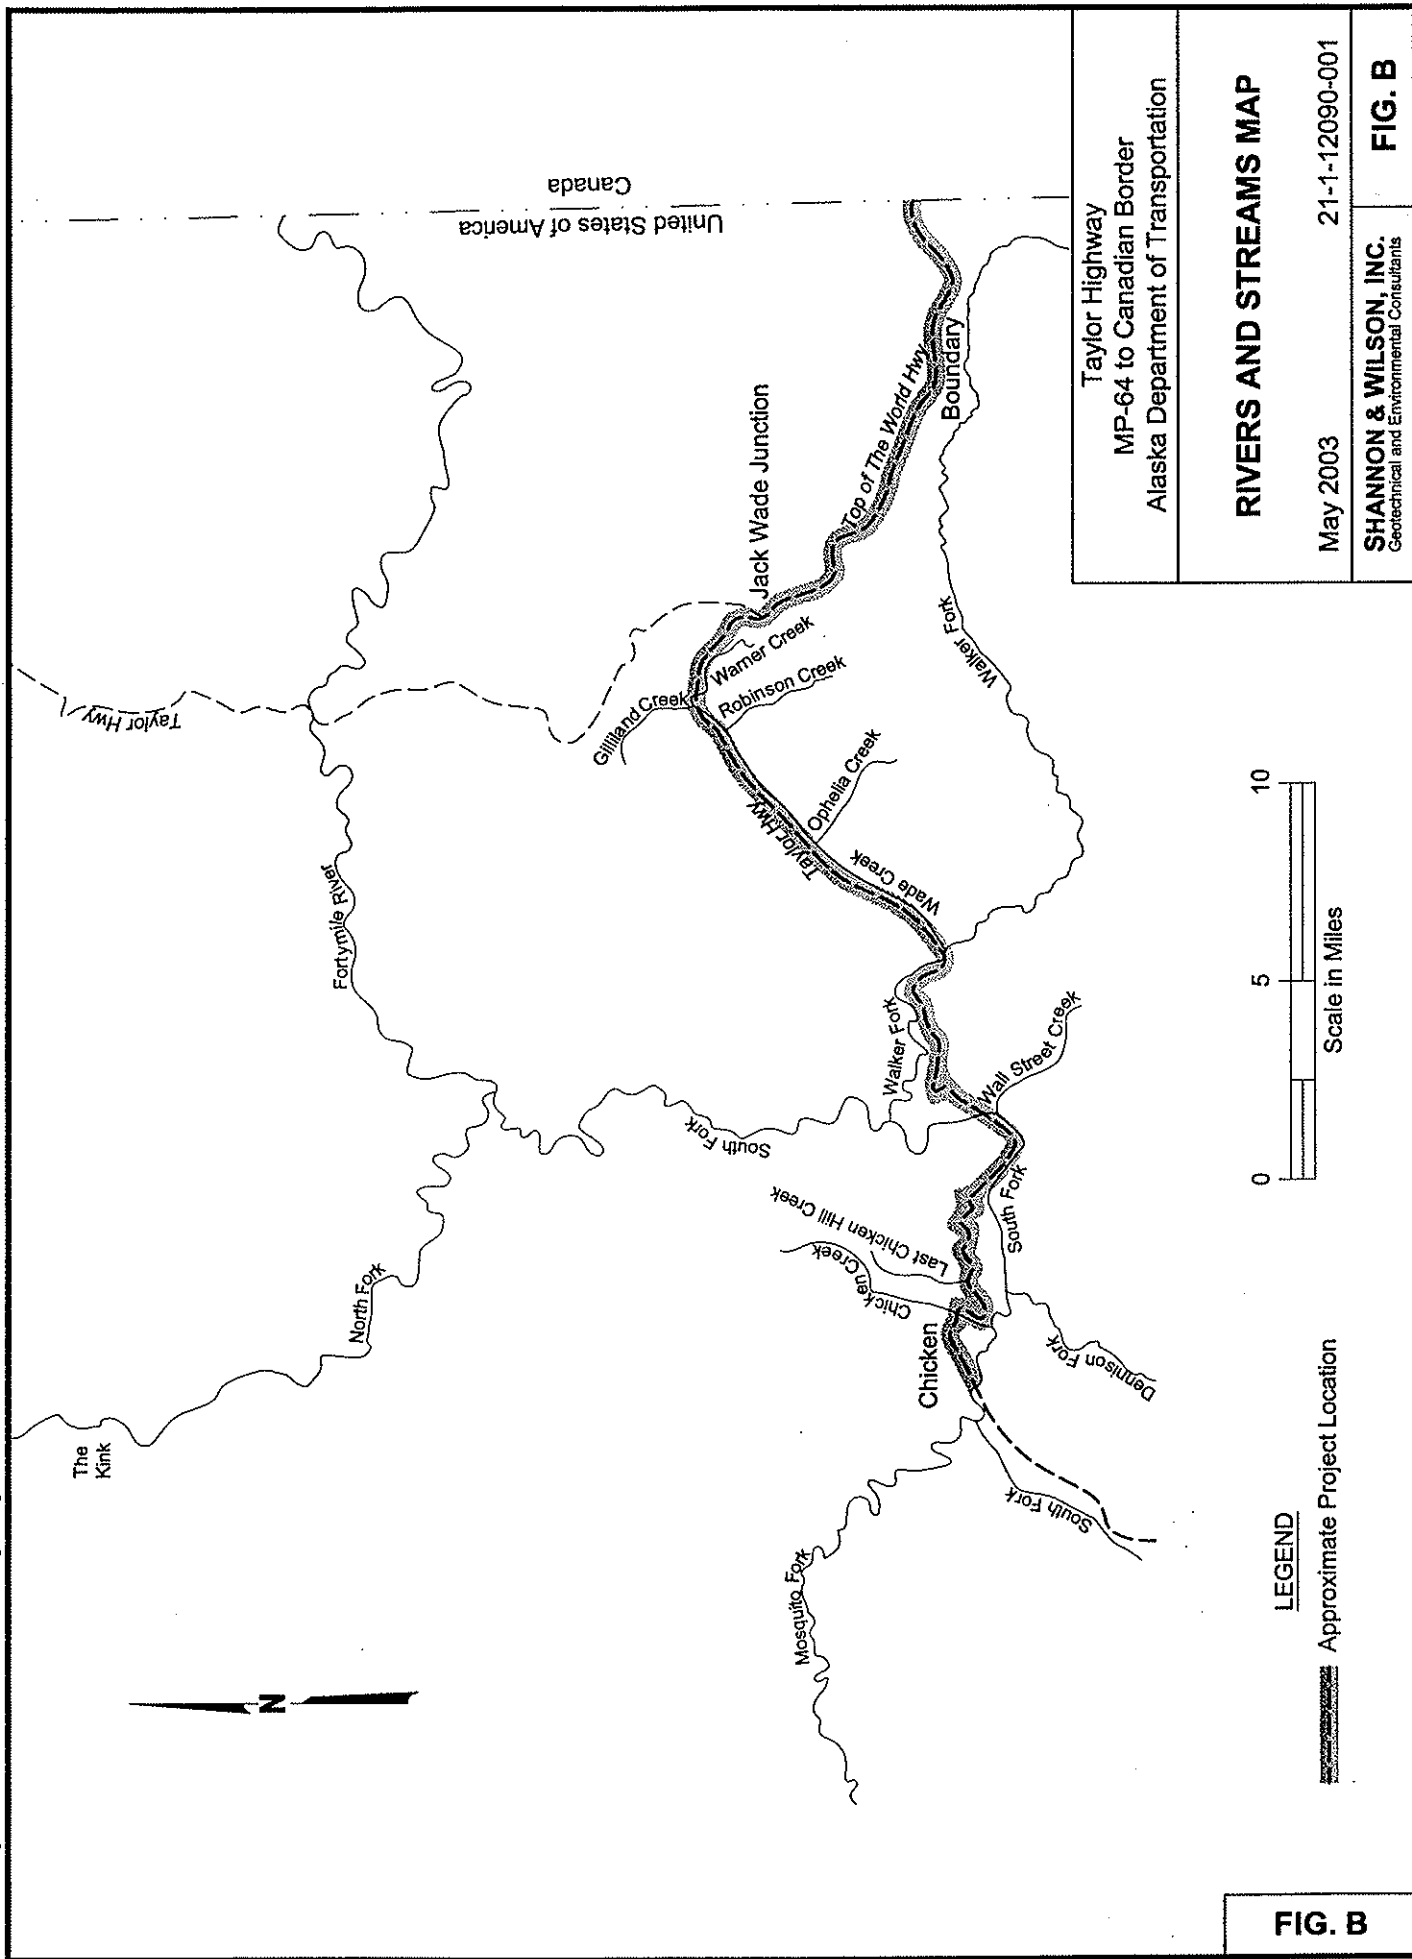 The
Kink
North Fork
Fortymile River
Taylor Hwy
Canada
United States of America
Mosquito Fork
South Fork
Chicken
Chicken Creek
Last Chicken Hill Creek
South Fork
Walker Fork
Wall Street Creek
South Fork
Dennison Fork
Gilliland Creek
Warner Creek
Robinson Creek
Ophelia Creek
Taylor Hwy
Wade Creek
Jack Wade Junction
Top of The World Hwy
Boundary
Walker Fork
N
LEGEND
Approximate Project Location
0 5 10
Scale in Miles
Taylor Highway
MP-64 to Canadian Border
Alaska Department of Transportation
RIVERS AND STREAMS MAP
May 2003 21-1-12090-001
SHANNON & WILSON, INC.
Geotechnical and Environmental Consultants
FIG. B
FIG. B